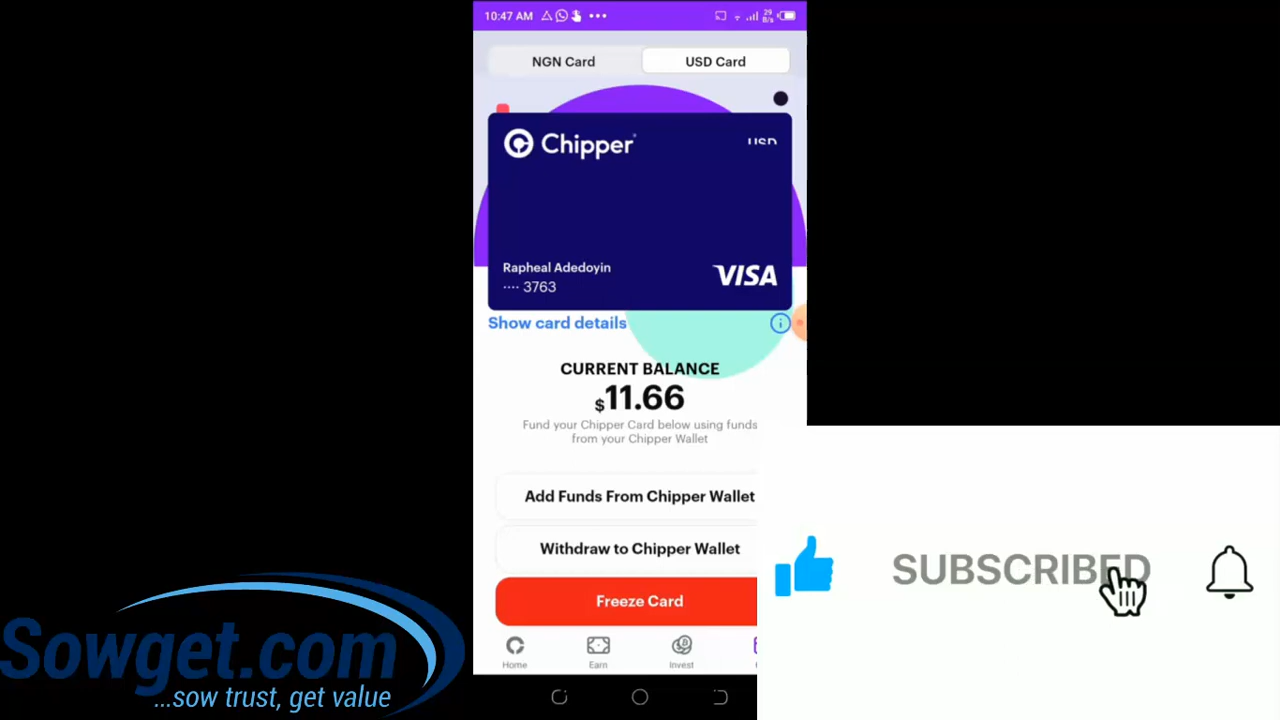 10:47 AM
29
B/s
NGN Card
USD Card
Chipper
USD
Rapheal Adedoyin
···· 3763
VISA
Show card details
CURRENT BALANCE
$11.66
Fund your Chipper Card below using funds
from your Chipper Wallet
Add Funds From Chipper Wallet
Withdraw to Chipper Wallet
Freeze Card
Home
Earn
Invest
SUBSCRIBED
Sowget.com
...sow trust, get value